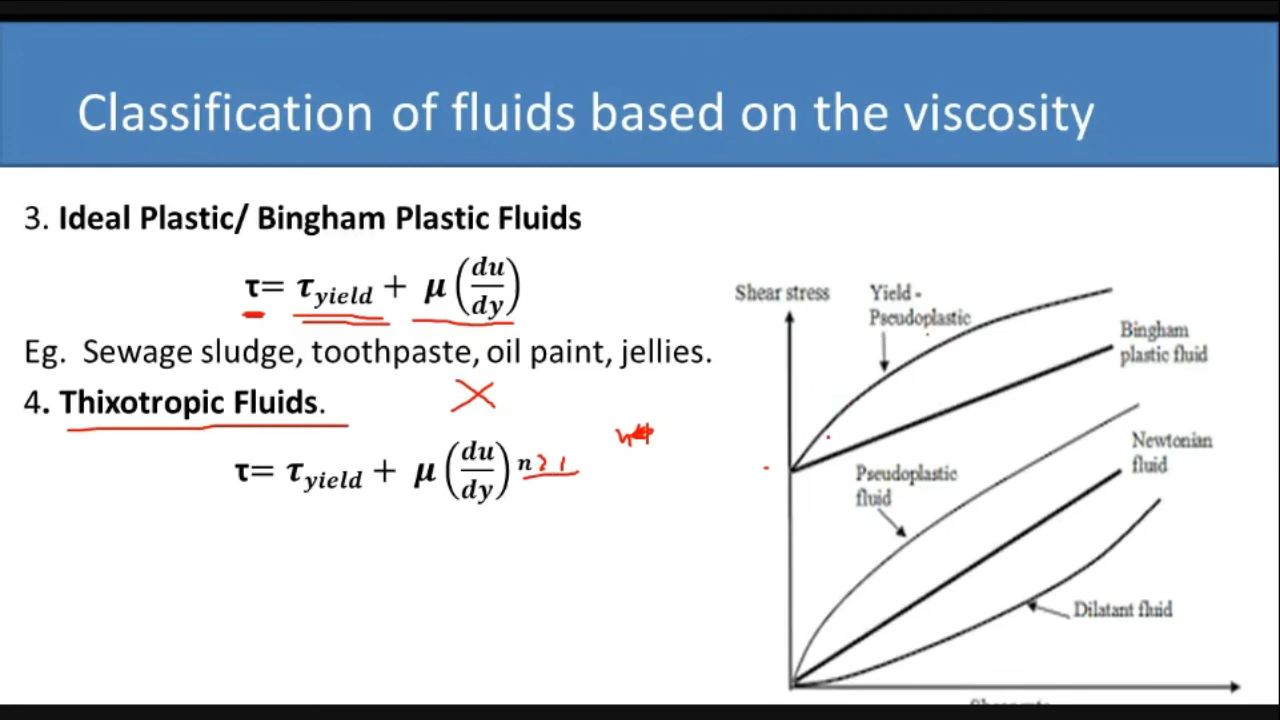 Classification of fluids based on the viscosity
3. Ideal Plastic/ Bingham Plastic Fluids
τ= τ_yield + μ (du/dy)
Eg. Sewage sludge, toothpaste, oil paint, jellies.
4. Thixotropic Fluids.
τ= τ_yield + μ (du/dy) n
Shear stress
Yield -
Pseudoplastic
Bingham
plastic fluid
Newtonian
fluid
Pseudoplastic
fluid
Dilatant fluid